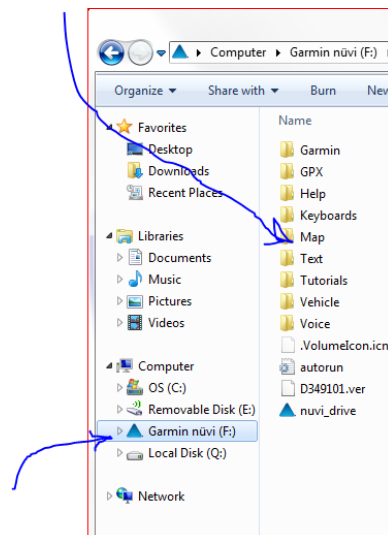 Computer Garmin nüvi (F:)
Organize Share with Burn New
Favorites
Desktop
Downloads
Recent Places
Libraries
Documents
Music
Pictures
Videos
Computer
OS (C:)
Removable Disk (E:)
Garmin nüvi (F:)
Local Disk (Q:)
Network
Name
Garmin
GPX
Help
Keyboards
Map
Text
Tutorials
Vehicle
Voice
.VolumeIcon.icn
autorun
D349101.ver
nuvi_drive